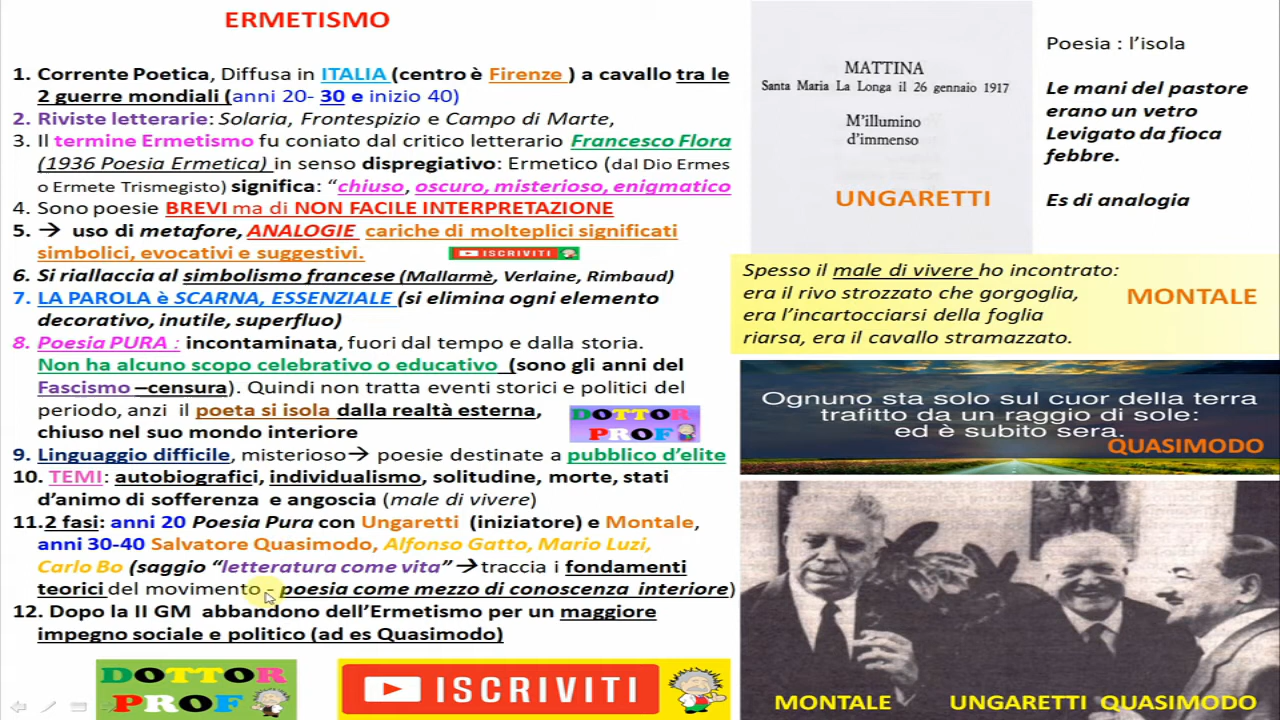 ERMETISMO
1. Corrente Poetica, Diffusa in ITALIA (centro è Firenze ) a cavallo tra le
2 guerre mondiali (anni 20- 30 e inizio 40)
2. Riviste letterarie: Solaria, Frontespizio e Campo di Marte,
3. Il termine Ermetismo fu coniato dal critico letterario Francesco Flora
(1936 Poesia Ermetica) in senso dispregiativo: Ermetico (dal Dio Ermes
o Ermete Trismegisto) significa: “chiuso, oscuro, misterioso, enigmatico
4. Sono poesie BREVI ma di NON FACILE INTERPRETAZIONE
5. → uso di metafore, ANALOGIE cariche di molteplici significati
simbolici, evocativi e suggestivi.
ISCRIVITI
6. Si riallaccia al simbolismo francese (Mallarmè, Verlaine, Rimbaud)
7. LA PAROLA è SCARNA, ESSENZIALE (si elimina ogni elemento
decorativo, inutile, superfluo)
8. Poesia PURA : incontaminata, fuori dal tempo e dalla storia.
Non ha alcuno scopo celebrativo o educativo (sono gli anni del
Fascismo –censura). Quindi non tratta eventi storici e politici del
periodo, anzi il poeta si isola dalla realtà esterna,
chiuso nel suo mondo interiore
DOTTOR
PROF
9. Linguaggio difficile, misterioso→ poesie destinate a pubblico d’elite
10. TEMI: autobiografici, individualismo, solitudine, morte, stati
d’animo di sofferenza e angoscia (male di vivere)
11.2 fasi: anni 20 Poesia Pura con Ungaretti (iniziatore) e Montale,
anni 30-40 Salvatore Quasimodo, Alfonso Gatto, Mario Luzi,
Carlo Bo (saggio “letteratura come vita” →traccia i fondamenti
teorici del movimento - poesia come mezzo di conoscenza interiore)
12. Dopo la II GM abbandono dell’Ermetismo per un maggiore
impegno sociale e politico (ad es Quasimodo)
DOTTOR
PROF
ISCRIVITI
MATTINA
Santa Maria La Longa il 26 gennaio 1917
M’illumino
d’immenso
UNGARETTI
Poesia : l’isola
Le mani del pastore
erano un vetro
Levigato da fioca
febbre.
Es di analogia
Spesso il male di vivere ho incontrato:
era il rivo strozzato che gorgoglia,
era l’incartocciarsi della foglia
riarsa, era il cavallo stramazzato.
MONTALE
Ognuno sta solo sul cuor della terra
trafitto da un raggio di sole:
ed è subito sera.
QUASIMODO
MONTALE UNGARETTI QUASIMODO